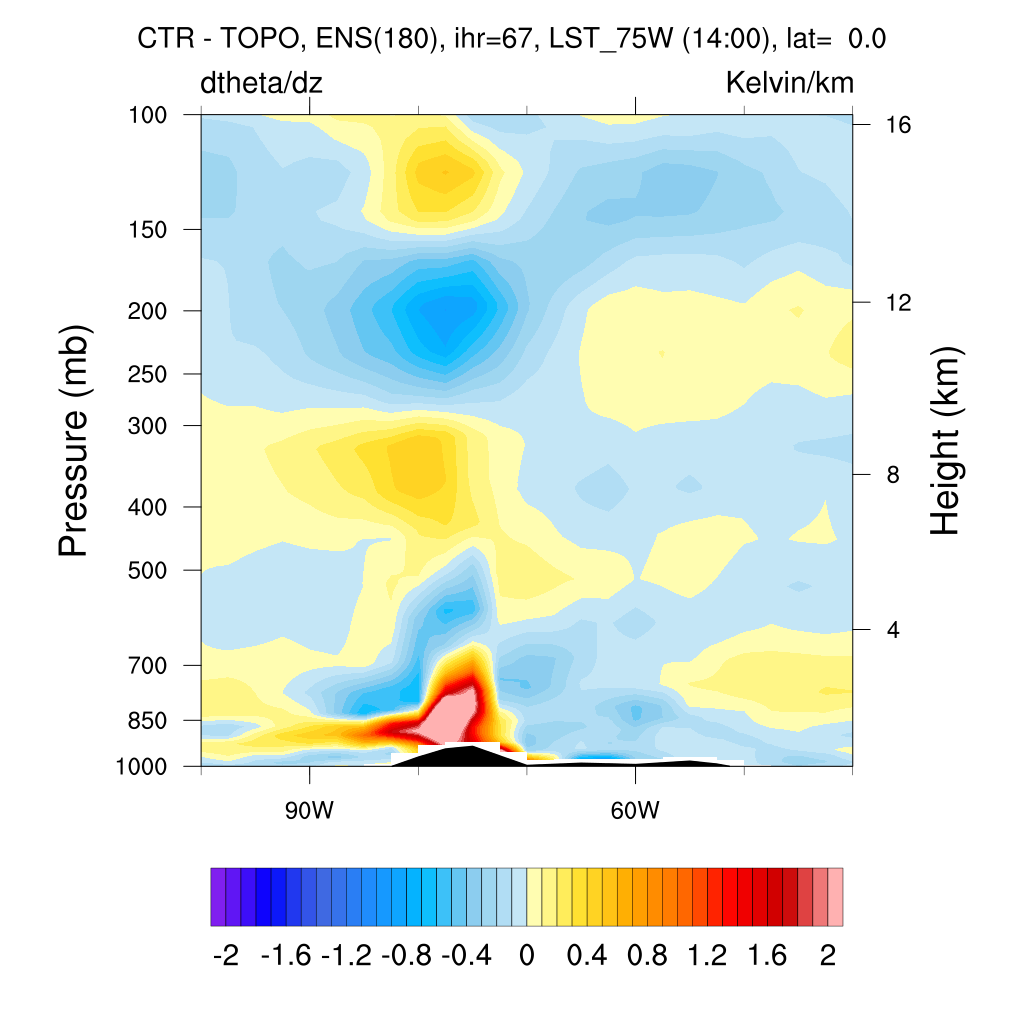 CTR - TOPO, ENS(180), ihr=67, LST_75W (14:00), lat=  0.0
dtheta/dz
Kelvin/km
100
150
200
250
300
400
500
700
850
1000
Pressure (mb)
16
12
8
4
Height (km)
90W
60W
-2 -1.6 -1.2 -0.8 -0.4 0 0.4 0.8 1.2 1.6 2